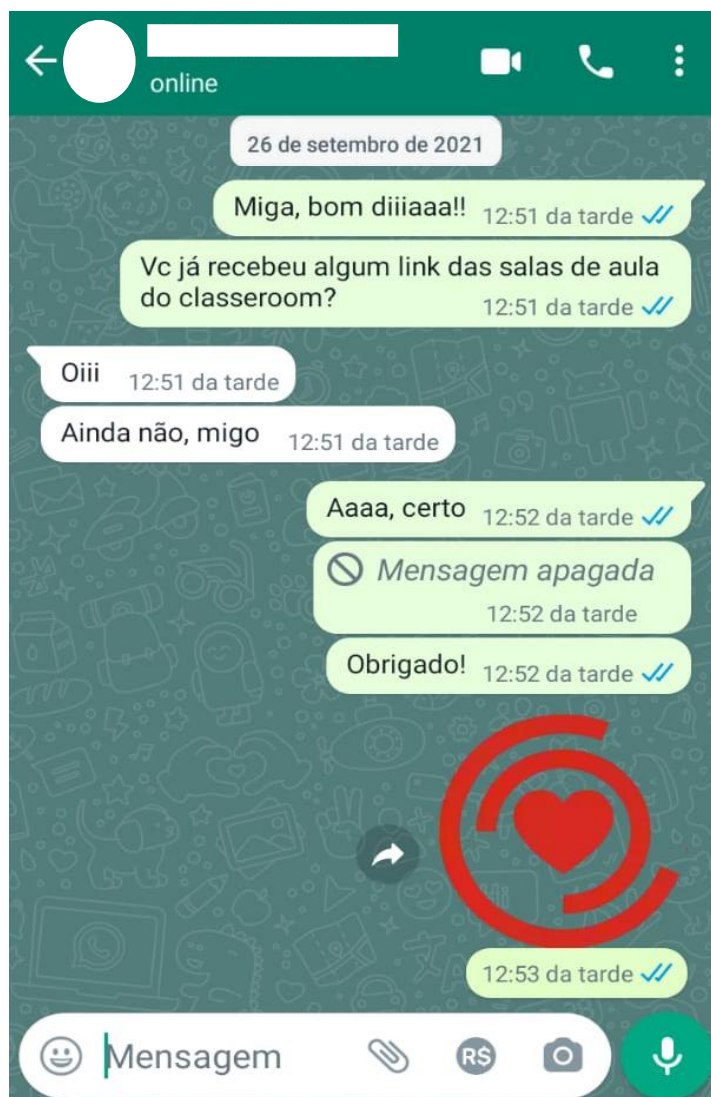 online
26 de setembro de 2021
Miga, bom diiiaaa!! 12:51 da tarde
Vc já recebeu algum link das salas de aula
do classeroom? 12:51 da tarde
Oiii 12:51 da tarde
Ainda não, migo 12:51 da tarde
Aaaa, certo 12:52 da tarde
Mensagem apagada
12:52 da tarde
Obrigado! 12:52 da tarde
12:53 da tarde
Mensagem R$